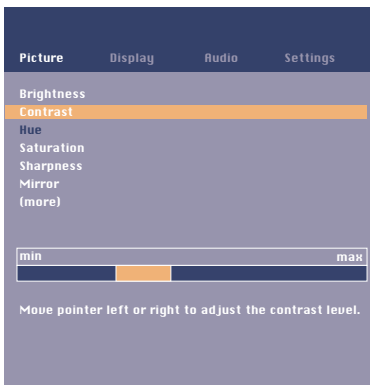 Picture Display Audio Settings
Brightness
Contrast
Hue
Saturation
Sharpness
Mirror
(more)
min max
Move pointer left or right to adjust the contrast level.